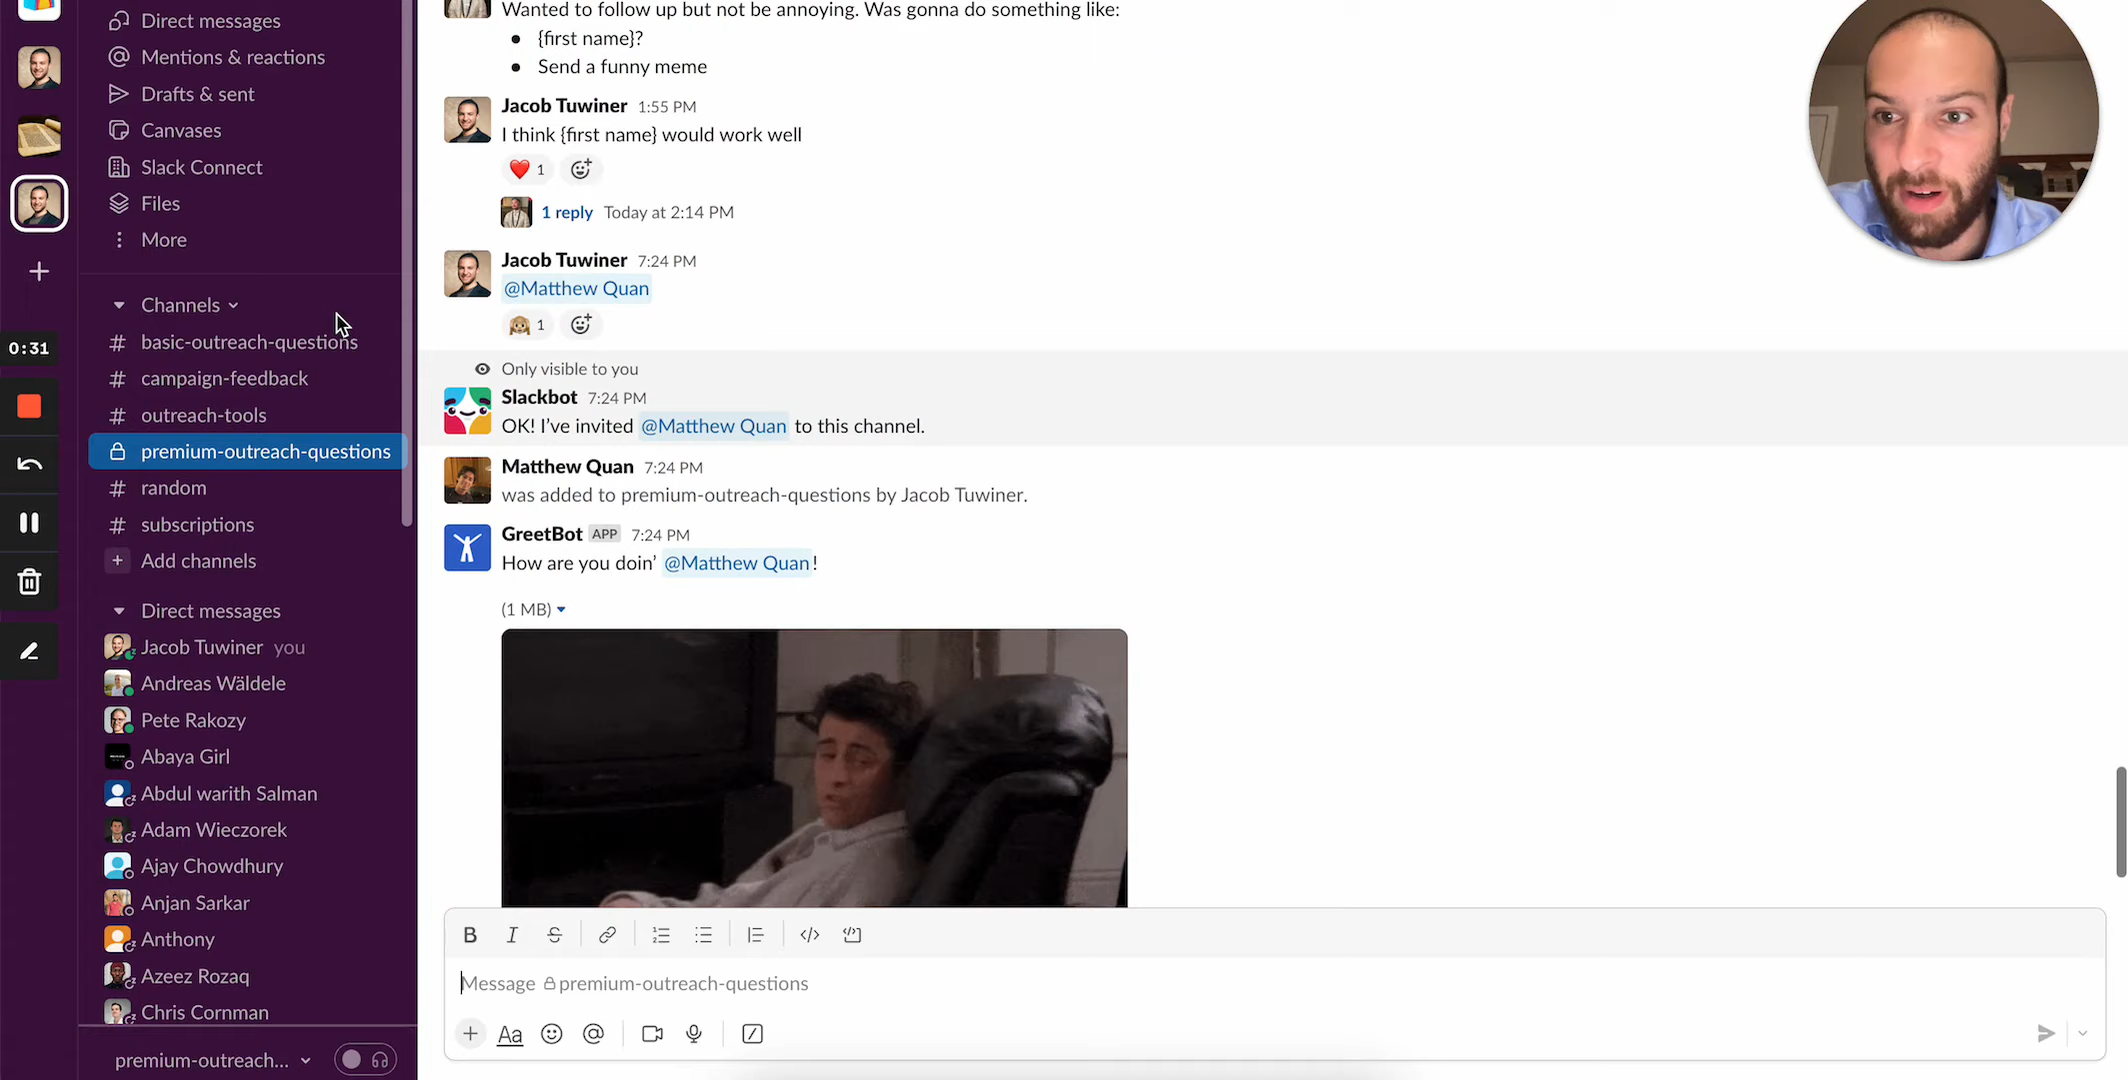 Direct messages
Mentions & reactions
Drafts & sent
Canvases
Slack Connect
Files
More
0:31
Channels
# basic-outreach-questions
# campaign-feedback
# outreach-tools
premium-outreach-questions
# random
# subscriptions
+ Add channels
Direct messages
Jacob Tuwiner you
Andreas Wäldele
Pete Rakozy
Abaya Girl
Abdul warith Salman
Adam Wieczorek
Ajay Chowdhury
Anjan Sarkar
Anthony
Azeez Rozaq
Chris Cornman
premium-outreach...
Wanted to follow up but not be annoying. Was gonna do something like:
• {first name}?
• Send a funny meme
Jacob Tuwiner 1:55 PM
I think {first name} would work well
❤️ 1
1 reply Today at 2:14 PM
Jacob Tuwiner 7:24 PM
@Matthew Quan
🙉 1
Only visible to you
Slackbot 7:24 PM
OK! I’ve invited @Matthew Quan to this channel.
Matthew Quan 7:24 PM
was added to premium-outreach-questions by Jacob Tuwiner.
GreetBot APP 7:24 PM
How are you doin’ @Matthew Quan!
(1 MB)
B I S
Message premium-outreach-questions
+ Aa